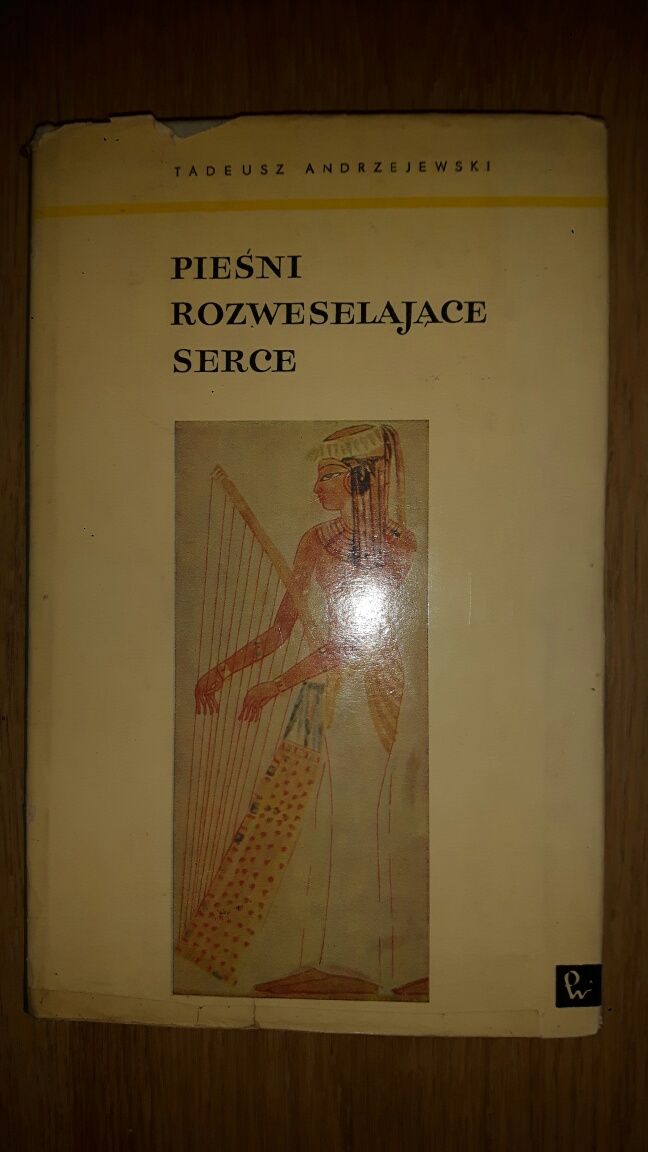 TADEUSZ ANDRZEJEWSKI
PIEŚNI
ROZWESELAJĄCE
SERCE